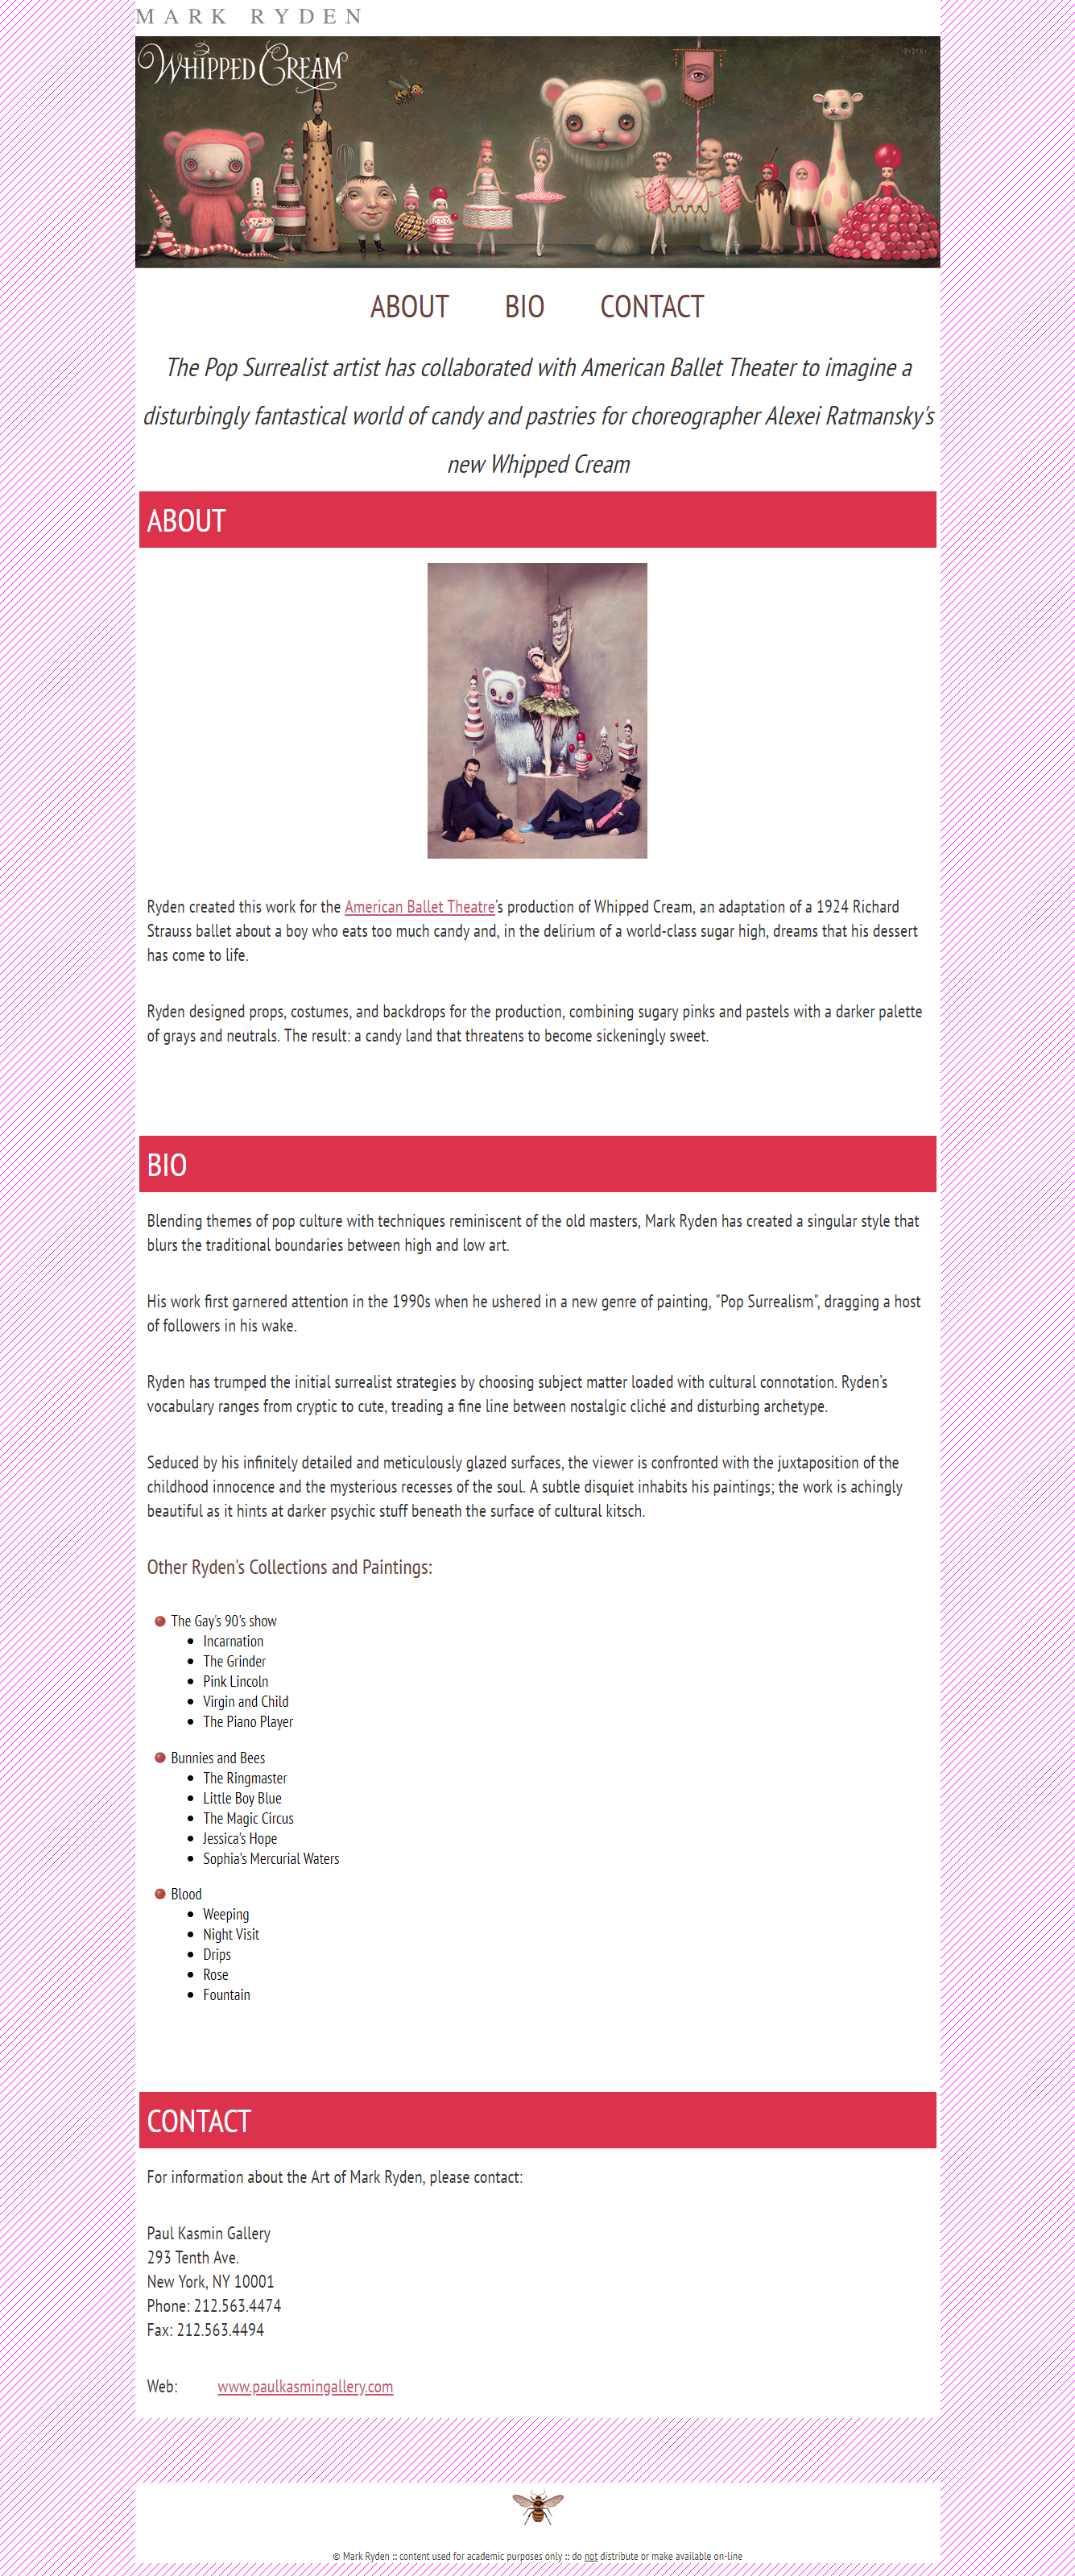 MARK RYDEN
WHIPPED CREAM
RYDEN
ABOUT BIO CONTACT
The Pop Surrealist artist has collaborated with American Ballet Theater to imagine a
disturbingly fantastical world of candy and pastries for choreographer Alexei Ratmansky's
new Whipped Cream
ABOUT
Ryden created this work for the American Ballet Theatre's production of Whipped Cream, an adaptation of a 1924 Richard
Strauss ballet about a boy who eats too much candy and, in the delirium of a world-class sugar high, dreams that his dessert
has come to life.
Ryden designed props, costumes, and backdrops for the production, combining sugary pinks and pastels with a darker palette
of grays and neutrals. The result: a candy land that threatens to become sickeningly sweet.
BIO
Blending themes of pop culture with techniques reminiscent of the old masters, Mark Ryden has created a singular style that
blurs the traditional boundaries between high and low art.
His work first garnered attention in the 1990s when he ushered in a new genre of painting, "Pop Surrealism", dragging a host
of followers in his wake.
Ryden has trumped the initial surrealist strategies by choosing subject matter loaded with cultural connotation. Ryden's
vocabulary ranges from cryptic to cute, treading a fine line between nostalgic cliché and disturbing archetype.
Seduced by his infinitely detailed and meticulously glazed surfaces, the viewer is confronted with the juxtaposition of the
childhood innocence and the mysterious recesses of the soul. A subtle disquiet inhabits his paintings; the work is achingly
beautiful as it hints at darker psychic stuff beneath the surface of cultural kitsch.
Other Ryden's Collections and Paintings:
The Gay's 90's show
Incarnation
The Grinder
Pink Lincoln
Virgin and Child
The Piano Player
Bunnies and Bees
The Ringmaster
Little Boy Blue
The Magic Circus
Jessica's Hope
Sophia's Mercurial Waters
Blood
Weeping
Night Visit
Drips
Rose
Fountain
CONTACT
For information about the Art of Mark Ryden, please contact:
Paul Kasmin Gallery
293 Tenth Ave.
New York, NY 10001
Phone: 212.563.4474
Fax: 212.563.4494
Web: www.paulkasmingallery.com
© Mark Ryden :: content used for academic purposes only :: do not distribute or make available on-line